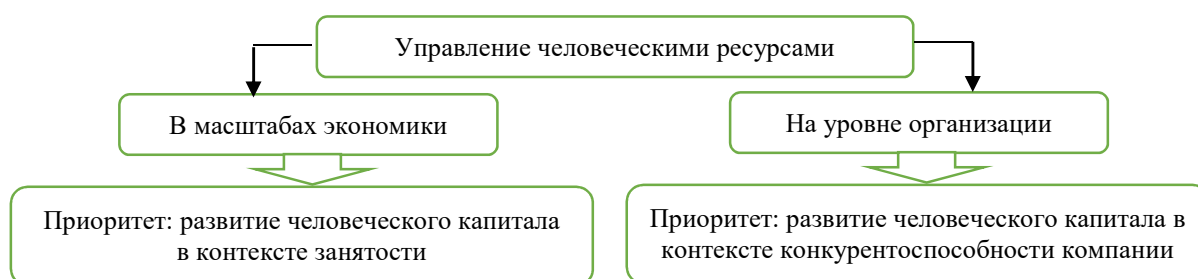 Управление человеческими ресурсами
В масштабах экономики
На уровне организации
Приоритет: развитие человеческого капитала
в контексте занятости
Приоритет: развитие человеческого капитала в
контексте конкурентоспособности компании